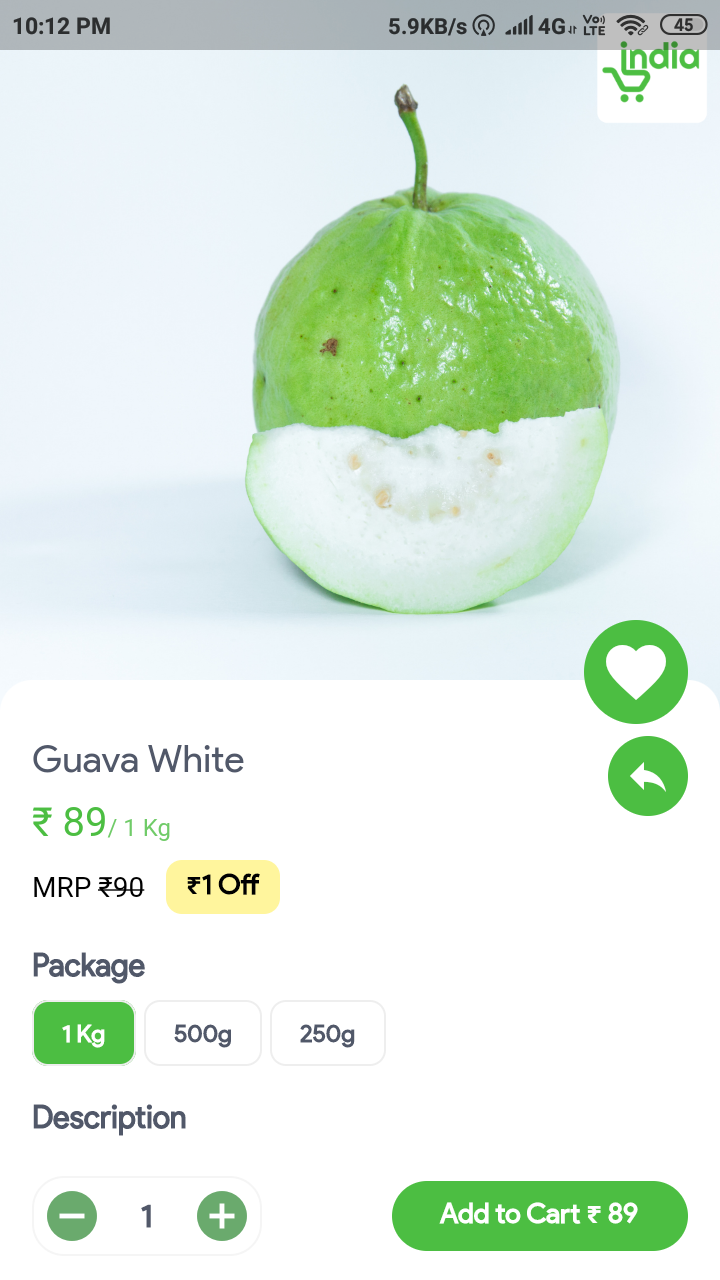 10:12 PM 5.9KB/s 4G Vo) LTE 45
india
Guava White
₹ 89/ 1 Kg
MRP ₹90 ₹1 Off
Package
1 Kg 500g 250g
Description
1 Add to Cart ₹ 89